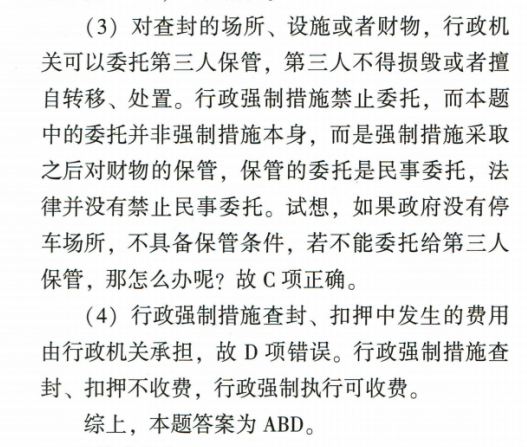 (3) 对查封的场所、设施或者财物，行政机
关可以委托第三人保管，第三人不得损毁或者擅
自转移、处置。行政强制措施禁止委托，而本题
中的委托并非强制措施本身，而是强制措施采取
之后对财物的保管，保管的委托是民事委托，法
律并没有禁止民事委托。试想，如果政府没有停
车场所，不具备保管条件，若不能委托给第三人
保管，那怎么办呢？故 C 项正确。
(4) 行政强制措施查封、扣押中发生的费用
由行政机关承担，故 D 项错误。行政强制措施查
封、扣押不收费，行政强制执行可收费。
综上，本题答案为 ABD。